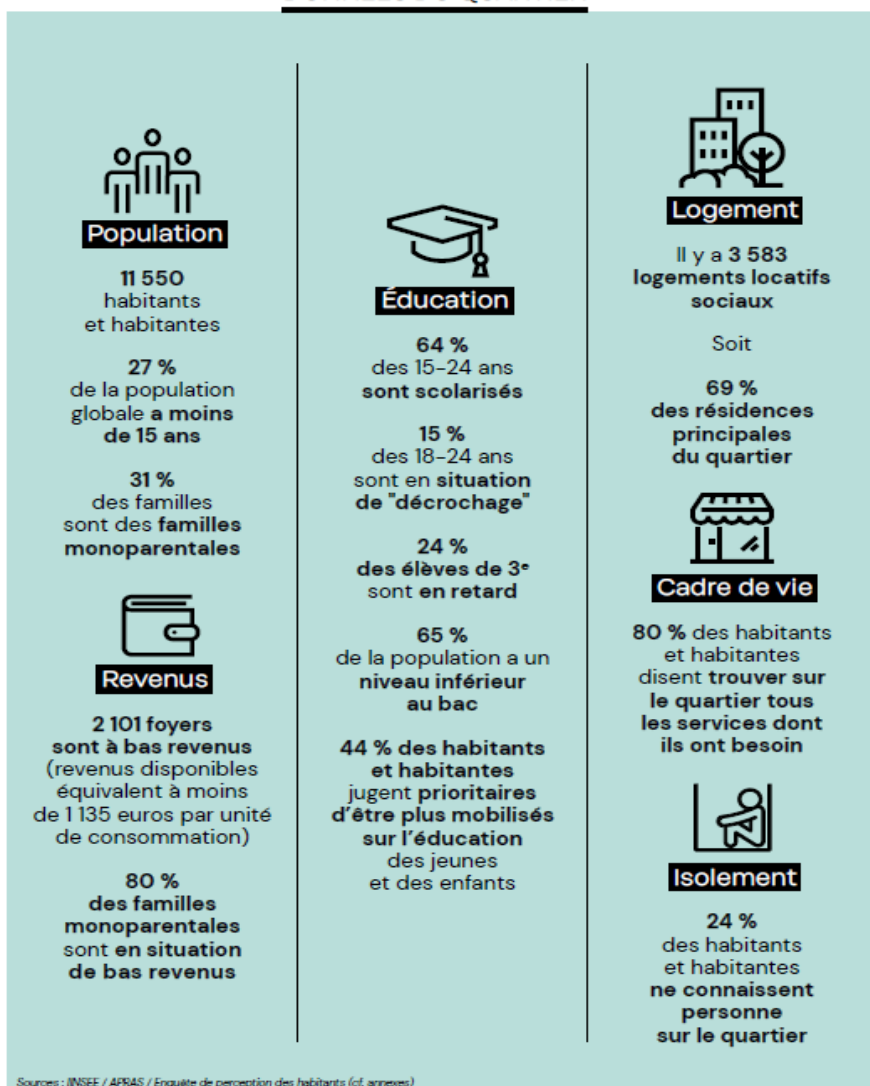 Population
11 550
habitants
et habitantes
27 %
de la population
globale a moins
de 15 ans
31 %
des familles
sont des familles
monoparentales
Revenus
2 101 foyers
sont à bas revenus
(revenus disponibles
équivalent à moins
de 1 135 euros par unité
de consommation)
80 %
des familles
monoparentales
sont en situation
de bas revenus
Éducation
64 %
des 15-24 ans
sont scolarisés
15 %
des 18-24 ans
sont en situation
de "décrochage"
24 %
des élèves de 3e
sont en retard
65 %
de la population a un
niveau inférieur
au bac
44 % des habitants
et habitantes
jugent prioritaires
d'être plus mobilisés
sur l'éducation
des jeunes
et des enfants
Logement
Il y a 3 583
logements locatifs
sociaux
Soit
69 %
des résidences
principales
du quartier
Cadre de vie
80 % des habitants
et habitantes
disent trouver sur
le quartier tous
les services dont
ils ont besoin
Isolement
24 %
des habitants
et habitantes
ne connaissent
personne
sur le quartier
Sources : INSEE / APRAS / Enquête de perception des habitants (cf. annexes)